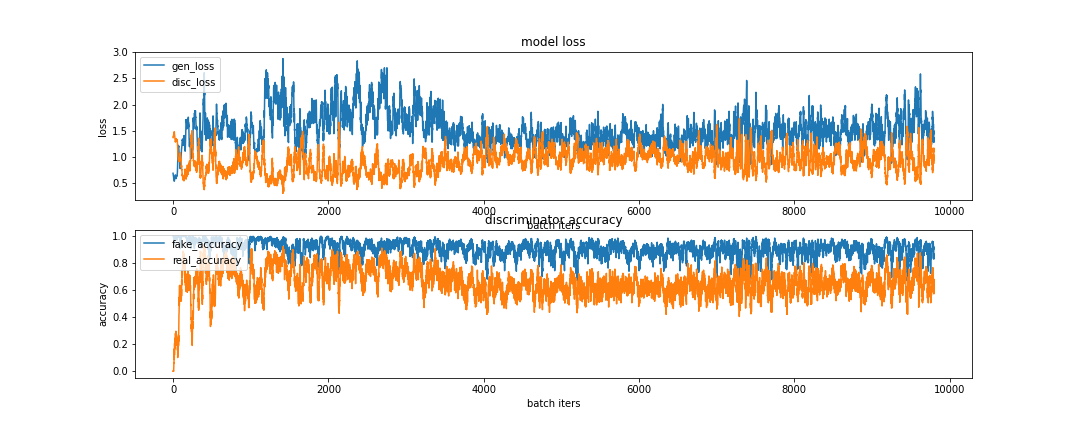 model loss
3.0
2.5
2.0
1.5
1.0
0.5
loss
gen_loss
disc_loss
0 2000 4000 6000 8000 10000
batch iters
discriminator accuracy
1.0
0.8
0.6
0.4
0.2
0.0
accuracy
fake_accuracy
real_accuracy
0 2000 4000 6000 8000 10000
batch iters